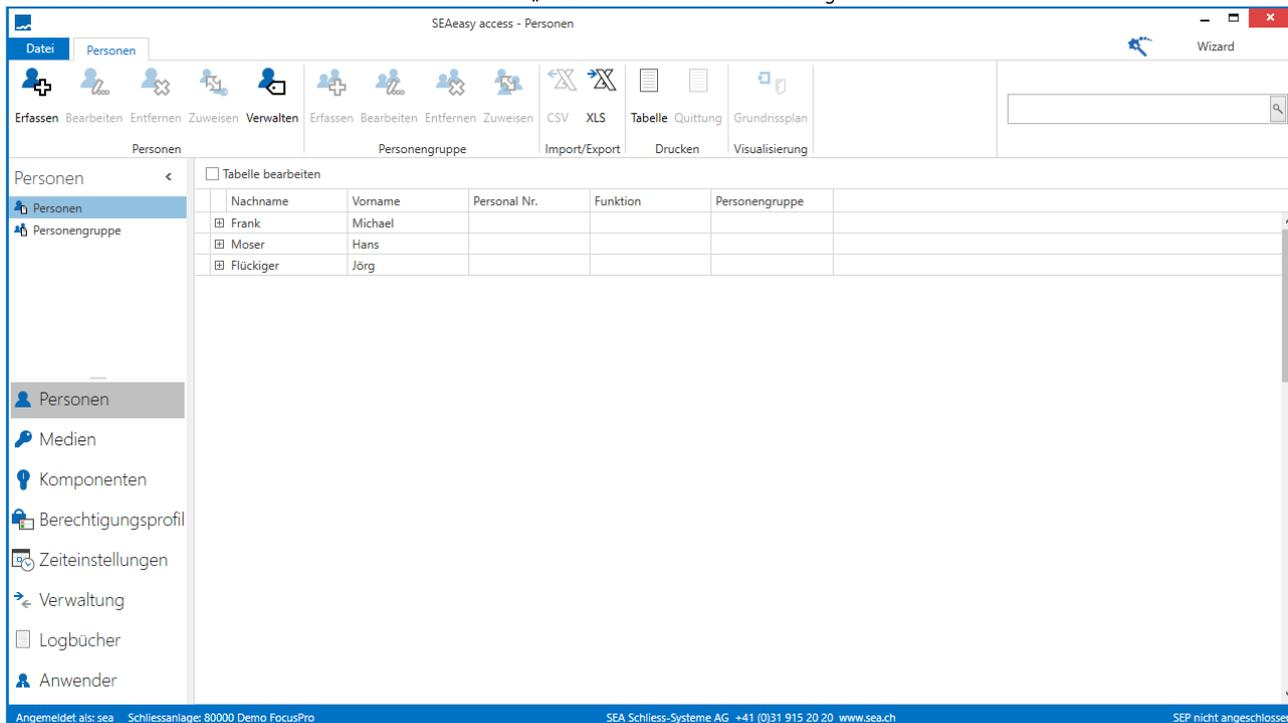 SEAeasy access - Personen
Datei Personen Wizard
Erfassen Bearbeiten Entfernen Zuweisen Verwalten Erfassen Bearbeiten Entfernen Zuweisen CSV XLS Tabelle Quittung Grundrissplan
Personen Personengruppe Import/Export Drucken Visualisierung
Personen
Personen
Personengruppe
Tabelle bearbeiten
Nachname Vorname Personal Nr. Funktion Personengruppe
Frank Michael
Moser Hans
Flückiger Jörg
Personen
Medien
Komponenten
Berechtigungsprofil
Zeiteinstellungen
Verwaltung
Logbücher
Anwender
Angemeldet als: sea Schliessanlage: 80000 Demo FocusPro SEA Schliess-Systeme AG +41 (0)31 915 20 20 www.sea.ch SEP nicht angeschlossen